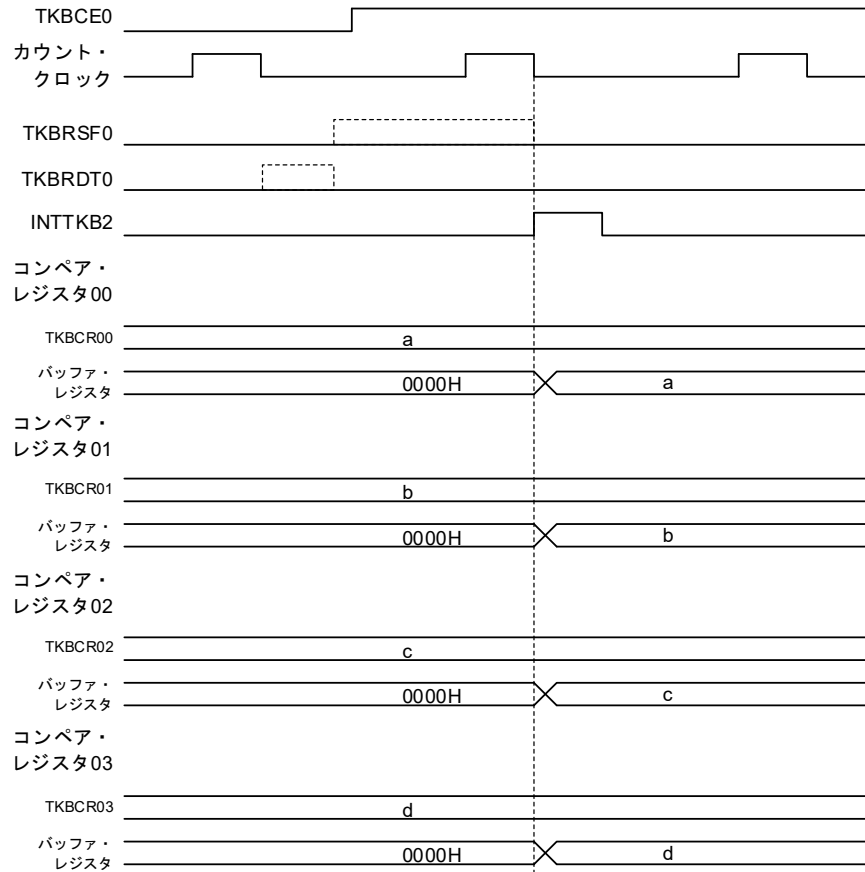 TKBCE0
カウント・
クロック
TKBRSF0
TKBRDT0
INTTKB2
コンペア・
レジスタ00
TKBCR00
a
バッファ・
レジスタ
0000H
a
コンペア・
レジスタ01
TKBCR01
b
バッファ・
レジスタ
0000H
b
コンペア・
レジスタ02
TKBCR02
c
バッファ・
レジスタ
0000H
c
コンペア・
レジスタ03
TKBCR03
d
バッファ・
レジスタ
0000H
d